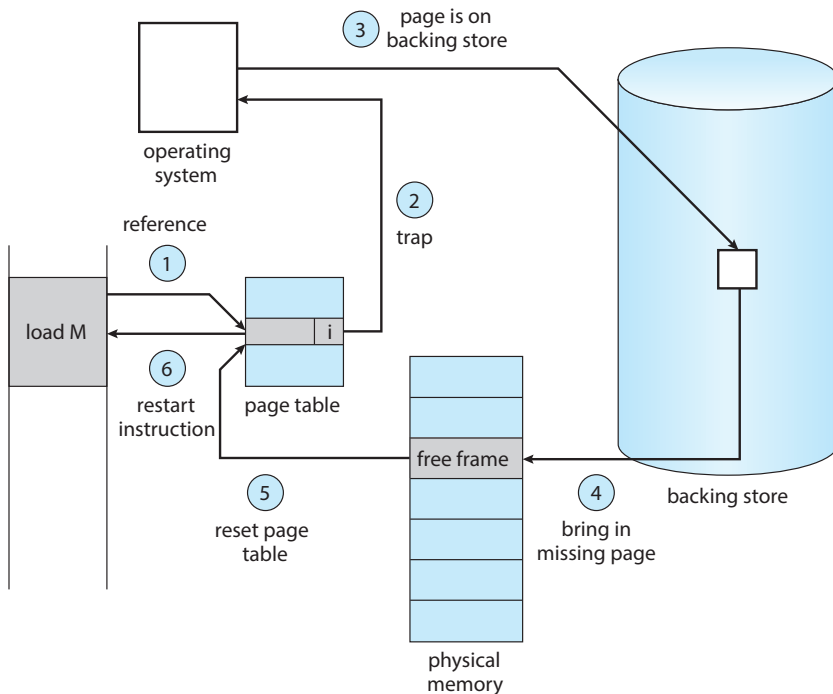 3
page is on
backing store
operating
system
2
trap
reference
1
load M
i
6
restart
instruction
page table
free frame
5
reset page
table
4
bring in
missing page
backing store
physical
memory